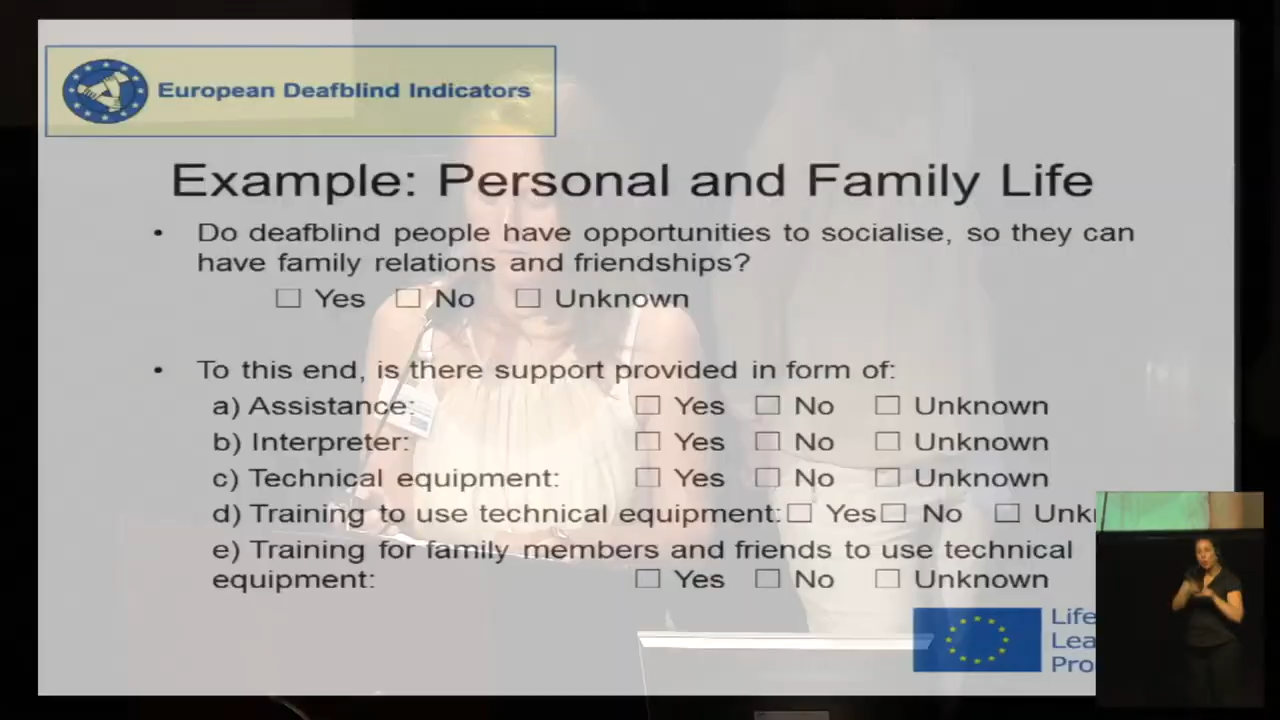 European Deafblind Indicators
Example: Personal and Family Life
• Do deafblind people have opportunities to socialise, so they can
have family relations and friendships?
☐ Yes ☐ No ☐ Unknown
• To this end, is there support provided in form of:
a) Assistance: ☐ Yes ☐ No ☐ Unknown
b) Interpreter: ☐ Yes ☐ No ☐ Unknown
c) Technical equipment: ☐ Yes ☐ No ☐ Unknown
d) Training to use technical equipment: ☐ Yes ☐ No ☐ Unk
e) Training for family members and friends to use technical
equipment: ☐ Yes ☐ No ☐ Unknown
Life
Lea
Pro